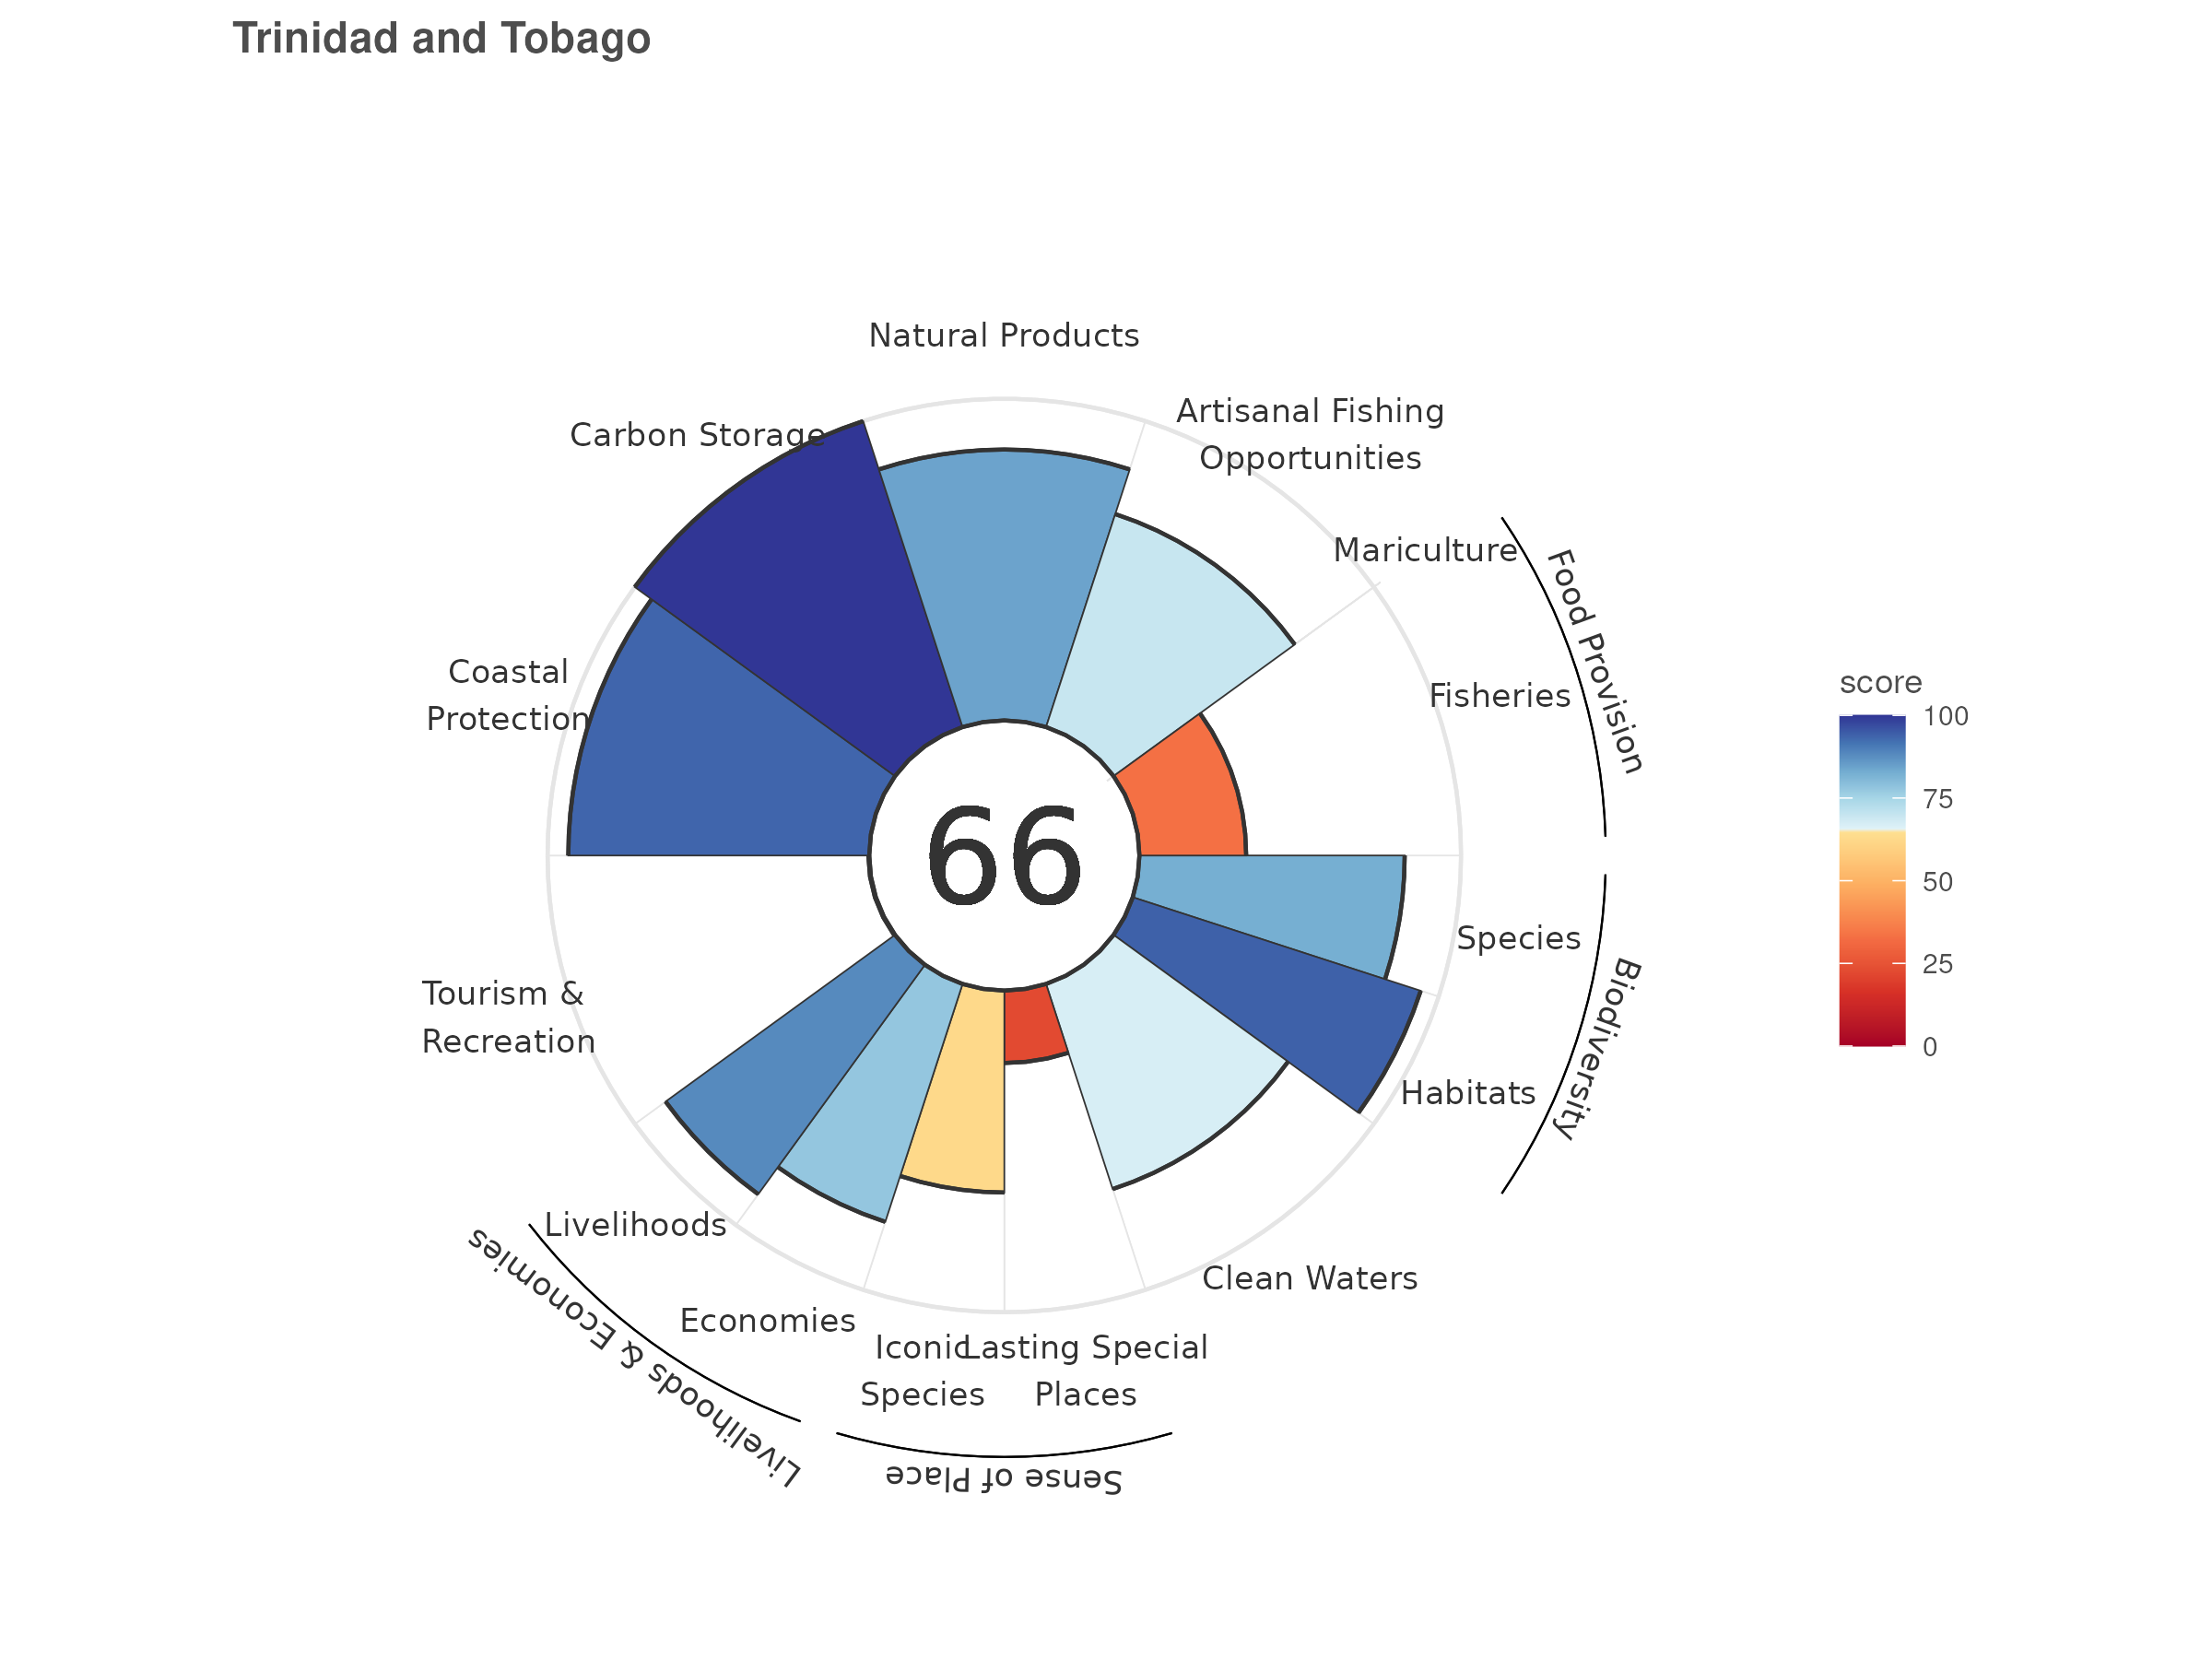 Trinidad and Tobago
Natural Products
Artisanal Fishing
Opportunities
Carbon Storage
Mariculture
Food Provision
Fisheries
Coastal
Protection
score
100
75
50
25
0
66
Species
Biodiversity
Tourism &
Recreation
Habitats
Livelihoods
Clean Waters
Livelihoods & Economies
Economies
Iconic
Species
Lasting Special
Places
Sense of Place